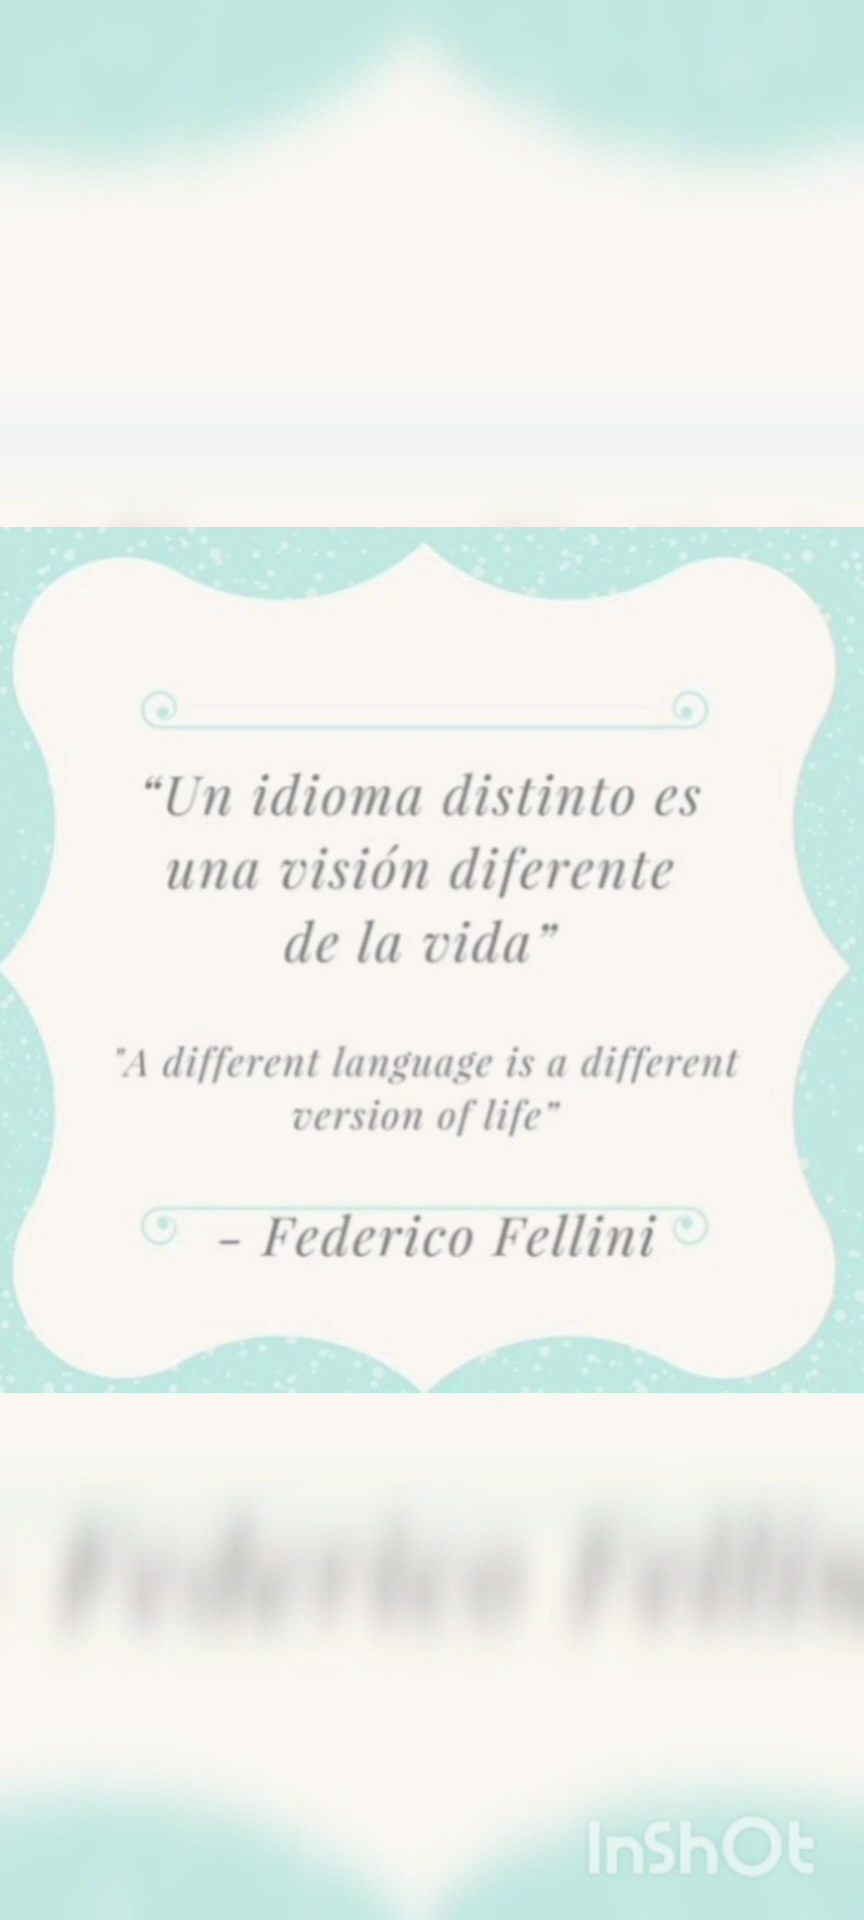 “Un idioma distinto es
una visión diferente
de la vida”
"A different language is a different
version of life”
- Federico Fellini
InShOt